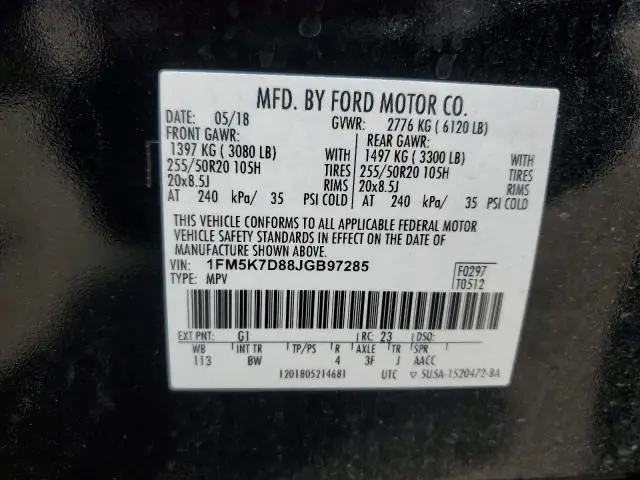 MFD. BY FORD MOTOR CO.
DATE: 05/18 GVWR: 2776 KG ( 6120 LB)
FRONT GAWR: REAR GAWR:
1397 KG ( 3080 LB) WITH 1497 KG ( 3300 LB) WITH
255/50R20 105H TIRES 255/50R20 105H TIRES
20x8.5J RIMS 20x8.5J RIMS
AT 240 kPa/ 35 PSI COLD AT 240 kPa/ 35 PSI COLD
THIS VEHICLE CONFORMS TO ALL APPLICABLE FEDERAL MOTOR
VEHICLE SAFETY STANDARDS IN EFFECT ON THE DATE OF
MANUFACTURE SHOWN ABOVE.
VIN: 1FM5K7D88JGB97285 F0297
TYPE: MPV T0512
EXT PNT: G1 RC: 23 DSO:
WB INT TR TP/PS R AXLE TR SPR
113 BW 4 3F J AACC
1201805214681 UTC ▽ 5U5A-1520472-BA